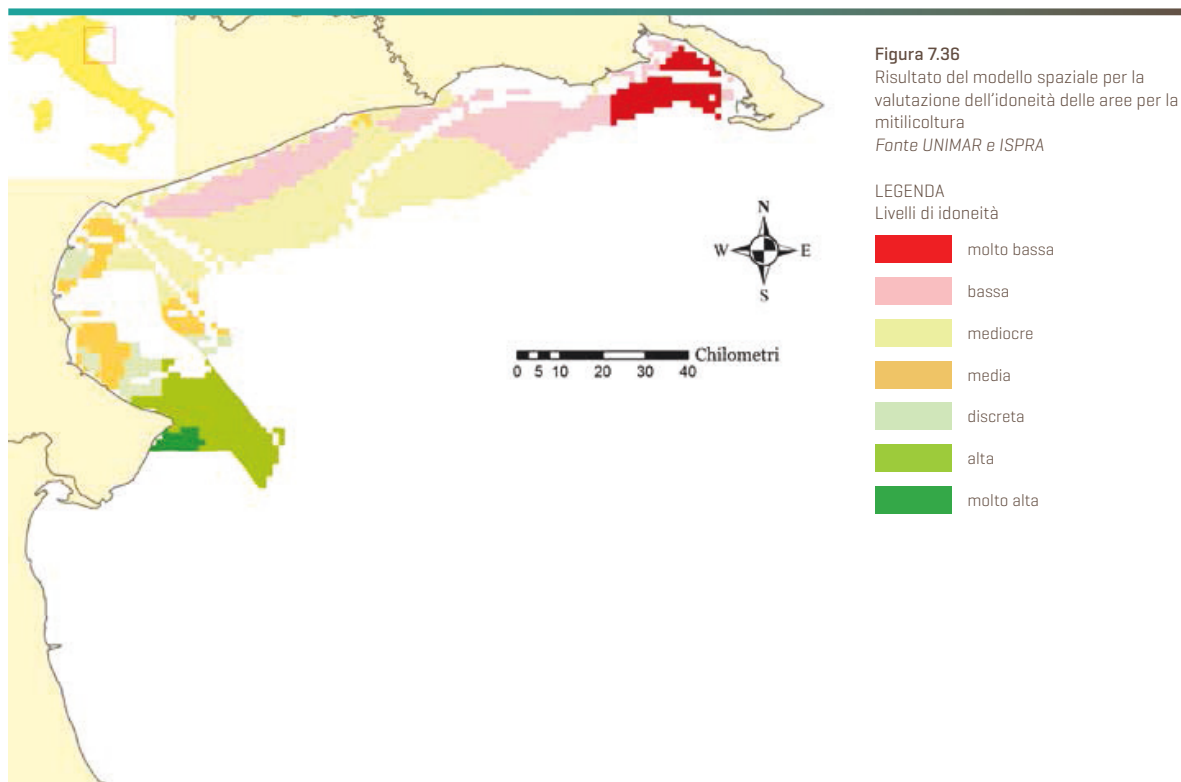 Figura 7.36
Risultato del modello spaziale per la
valutazione dell'idoneità delle aree per la
mitilicoltura
Fonte UNIMAR e ISPRA
LEGENDA
Livelli di idoneità
molto bassa
bassa
mediocre
media
discreta
alta
molto alta
N
W E
S
Chilometri
0 5 10 20 30 40